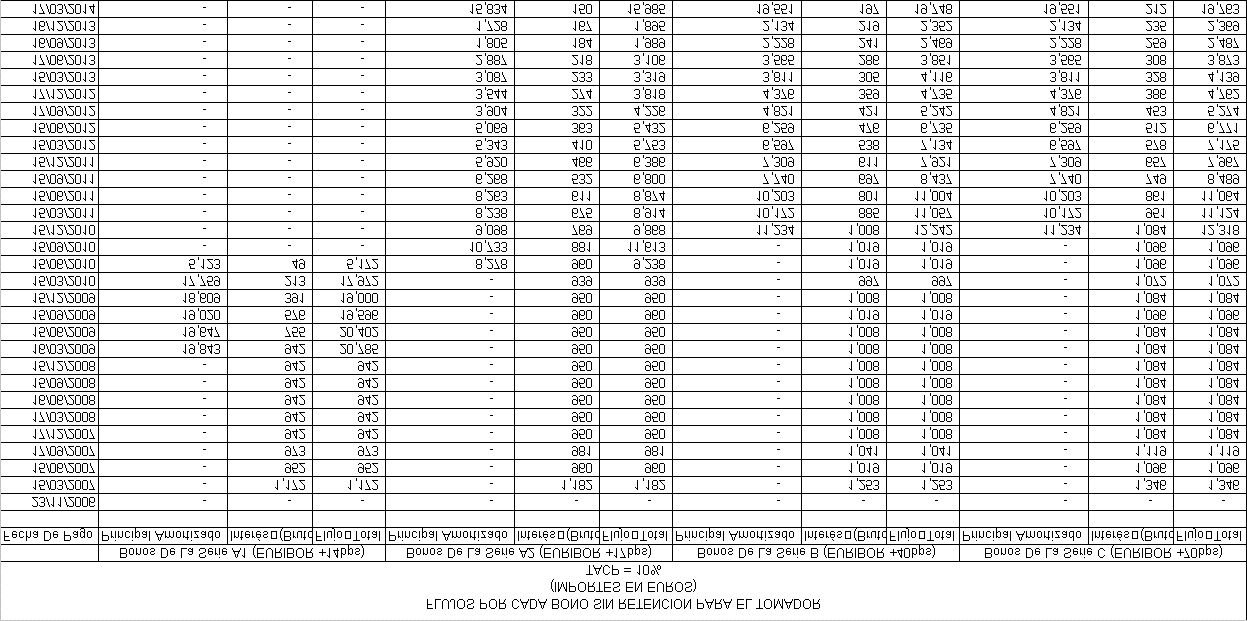 FLUJOS POR CADA BONO SIN RETENCION PARA EL TOMADOR
(IMPORTES EN EUROS)
TACP = 10%
Bonos De La Serie A1 (EURIBOR +14bps) Bonos De La Serie A2 (EURIBOR +17bps) Bonos De La Serie B (EURIBOR +40bps) Bonos De La Serie C (EURIBOR +70bps)
Fecha De Pago Principal Amortizado Interés (Bruto Flujo Total Principal Amortizado Interés (Bruto Flujo Total Principal Amortizado Interés (Bruto Flujo Total Principal Amortizado Interés (Bruto Flujo Total
23/11/2006 - - - - - - - - - - - -
15/03/2007 - 1,172 1,172 - 1,182 1,182 - 1,253 1,253 - 1,346 1,346
15/06/2007 - 952 952 - 960 960 - 1,019 1,019 - 1,096 1,096
17/09/2007 - 973 973 - 981 981 - 1,041 1,041 - 1,119 1,119
17/12/2007 - 942 942 - 950 950 - 1,008 1,008 - 1,084 1,084
17/03/2008 - 942 942 - 950 950 - 1,008 1,008 - 1,084 1,084
16/06/2008 - 942 942 - 950 950 - 1,008 1,008 - 1,084 1,084
15/09/2008 - 942 942 - 950 950 - 1,008 1,008 - 1,084 1,084
15/12/2008 - 942 942 - 950 950 - 1,008 1,008 - 1,084 1,084
16/03/2009 19,843 942 20,785 - 950 950 - 1,008 1,008 - 1,084 1,084
15/06/2009 19,647 755 20,402 - 950 950 - 1,008 1,008 - 1,084 1,084
15/09/2009 19,020 576 19,596 - 960 960 - 1,019 1,019 - 1,096 1,096
15/12/2009 18,609 391 19,000 - 950 950 - 1,008 1,008 - 1,084 1,084
15/03/2010 17,759 213 17,972 - 939 939 - 997 997 - 1,072 1,072
15/06/2010 5,123 49 5,172 8,278 960 9,238 - 1,019 1,019 - 1,096 1,096
15/09/2010 - - - 10,733 881 11,613 - 1,019 1,019 - 1,096 1,096
15/12/2010 - - - 9,098 769 9,868 11,234 1,008 12,242 11,234 1,084 12,318
15/03/2011 - - - 8,238 675 8,914 10,172 885 11,057 10,172 951 11,124
15/06/2011 - - - 8,263 611 8,874 10,203 801 11,004 10,203 861 11,064
15/09/2011 - - - 6,268 532 6,800 7,740 697 8,437 7,740 749 8,489
15/12/2011 - - - 5,920 466 6,386 7,309 611 7,921 7,309 657 7,967
15/03/2012 - - - 5,343 410 5,753 6,597 538 7,134 6,597 578 7,175
15/06/2012 - - - 5,069 363 5,432 6,259 476 6,735 6,259 512 6,771
17/09/2012 - - - 3,904 322 4,226 4,821 421 5,242 4,821 453 5,274
17/12/2012 - - - 3,544 274 3,818 4,376 359 4,735 4,376 386 4,762
15/03/2013 - - - 3,087 233 3,319 3,811 305 4,116 3,811 328 4,139
17/06/2013 - - - 2,887 218 3,106 3,565 286 3,851 3,565 308 3,873
16/09/2013 - - - 1,805 184 1,989 2,228 241 2,469 2,228 259 2,487
16/12/2013 - - - 1,728 167 1,895 2,134 219 2,352 2,134 235 2,369
17/03/2014 - - - 15,834 150 15,985 19,551 197 19,748 19,551 212 19,763